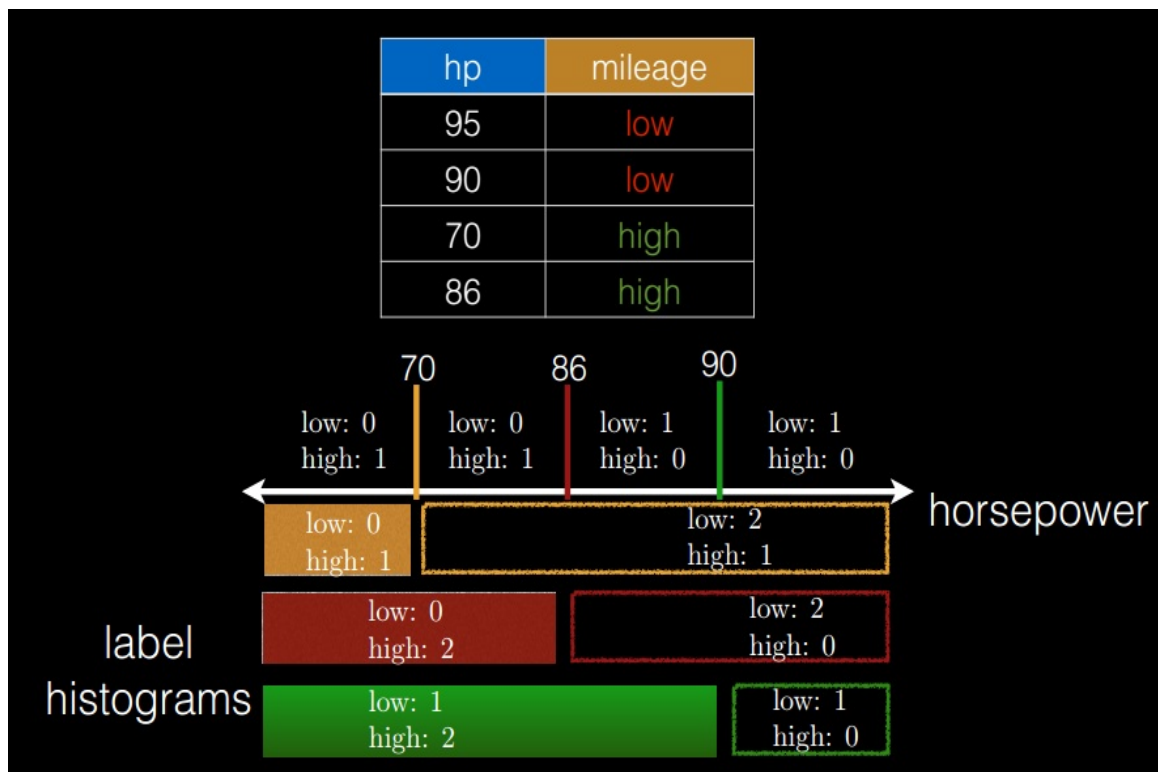 hp mileage
95 low
90 low
70 high
86 high
70 86 90
low: 0 low: 0 low: 1 low: 1
high: 1 high: 1 high: 0 high: 0
horsepower
low: 0 low: 2
high: 1 high: 1
label
histograms
low: 0 low: 2
high: 2 high: 0
low: 1 low: 1
high: 2 high: 0